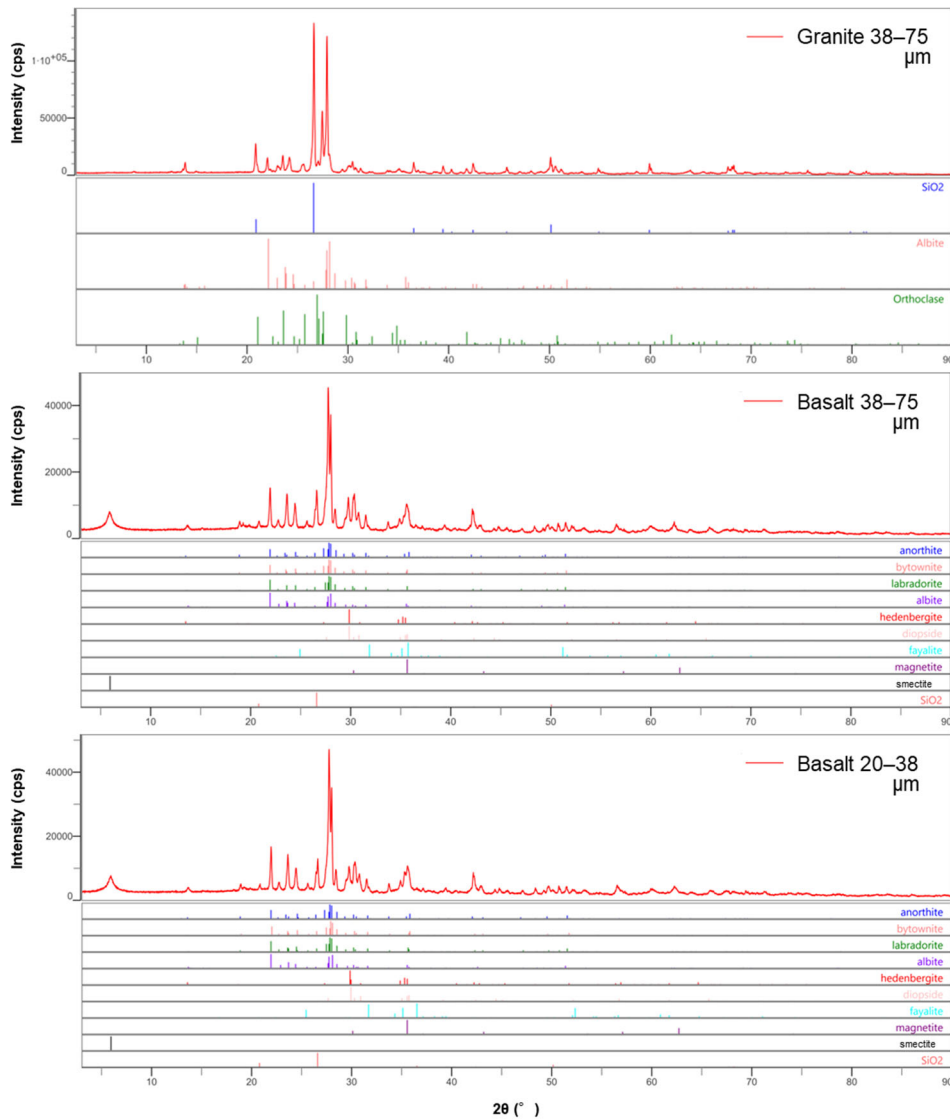 Intensity (cps)
Granite 38–75
μm
1·10⁺⁰⁵
50000
0
SiO2
Albite
Orthoclase
10 20 30 40 50 60 70 80 90
Intensity (cps)
Basalt 38–75
μm
40000
20000
0
anorthite
bytownite
labradorite
albite
hedenbergite
diopside
fayalite
magnetite
smectite
SiO2
10 20 30 40 50 60 70 80 90
Intensity (cps)
Basalt 20–38
μm
40000
20000
0
anorthite
bytownite
labradorite
albite
hedenbergite
diopside
fayalite
magnetite
smectite
SiO2
10 20 30 40 50 60 70 80 90
2θ (°)